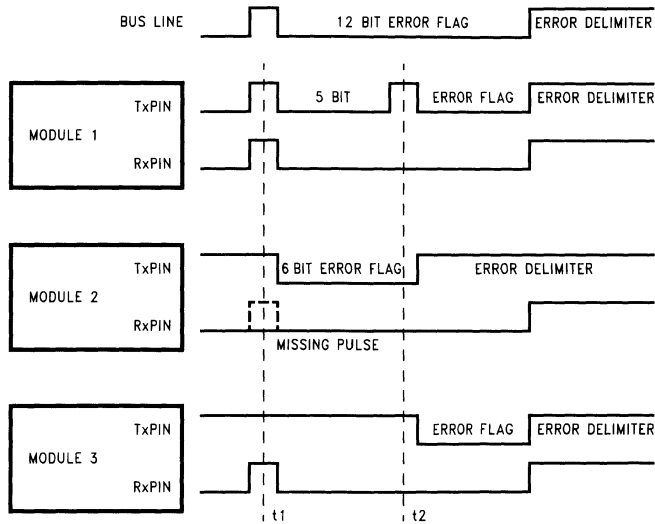 BUS LINE 12 BIT ERROR FLAG ERROR DELIMITER
TxPIN 5 BIT ERROR FLAG ERROR DELIMITER
MODULE 1
RxPIN
TxPIN 6 BIT ERROR FLAG ERROR DELIMITER
MODULE 2
RxPIN
MISSING PULSE
TxPIN ERROR FLAG ERROR DELIMITER
MODULE 3
RxPIN
t1 t2